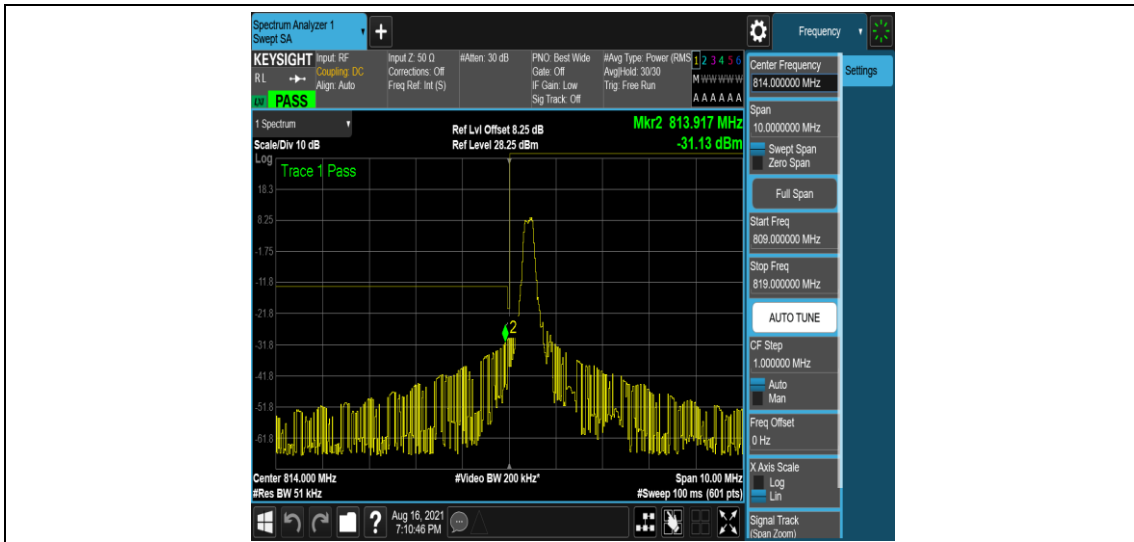 Spectrum Analyzer 1
Swept SA
+
Frequency
KEYSIGHT
RL
LM PASS
Input: RF
Coupling: DC
Align: Auto
Input Z: 50 Ω
Corrections: Off
Freq Ref: Int (S)
#Atten: 30 dB
PNO: Best Wide
Gate: Off
IF Gain: Low
Sig Track: Off
#Avg Type: Power (RMS
Avg|Hold: 30/30
Trig: Free Run
1 2 3 4 5 6
M W W W W W
A A A A A A
1 Spectrum
Scale/Div 10 dB
Ref Lvl Offset 8.25 dB
Ref Level 28.25 dBm
Mkr2 813.917 MHz
-31.13 dBm
Log
Trace 1 Pass
18.3
8.25
-1.75
-11.8
-21.8
-31.8
-41.8
-51.8
-61.8
2
Center 814.000 MHz
#Res BW 51 kHz
#Video BW 200 kHz*
Span 10.00 MHz
#Sweep 100 ms (601 pts)
Aug 16, 2021
7:10:46 PM
?
Center Frequency
814.000000 MHz
Settings
Span
10.0000000 MHz
Swept Span
Zero Span
Full Span
Start Freq
809.000000 MHz
Stop Freq
819.000000 MHz
AUTO TUNE
CF Step
1.000000 MHz
Auto
Man
Freq Offset
0 Hz
X Axis Scale
Log
Lin
Signal Track
(Span Zoom)